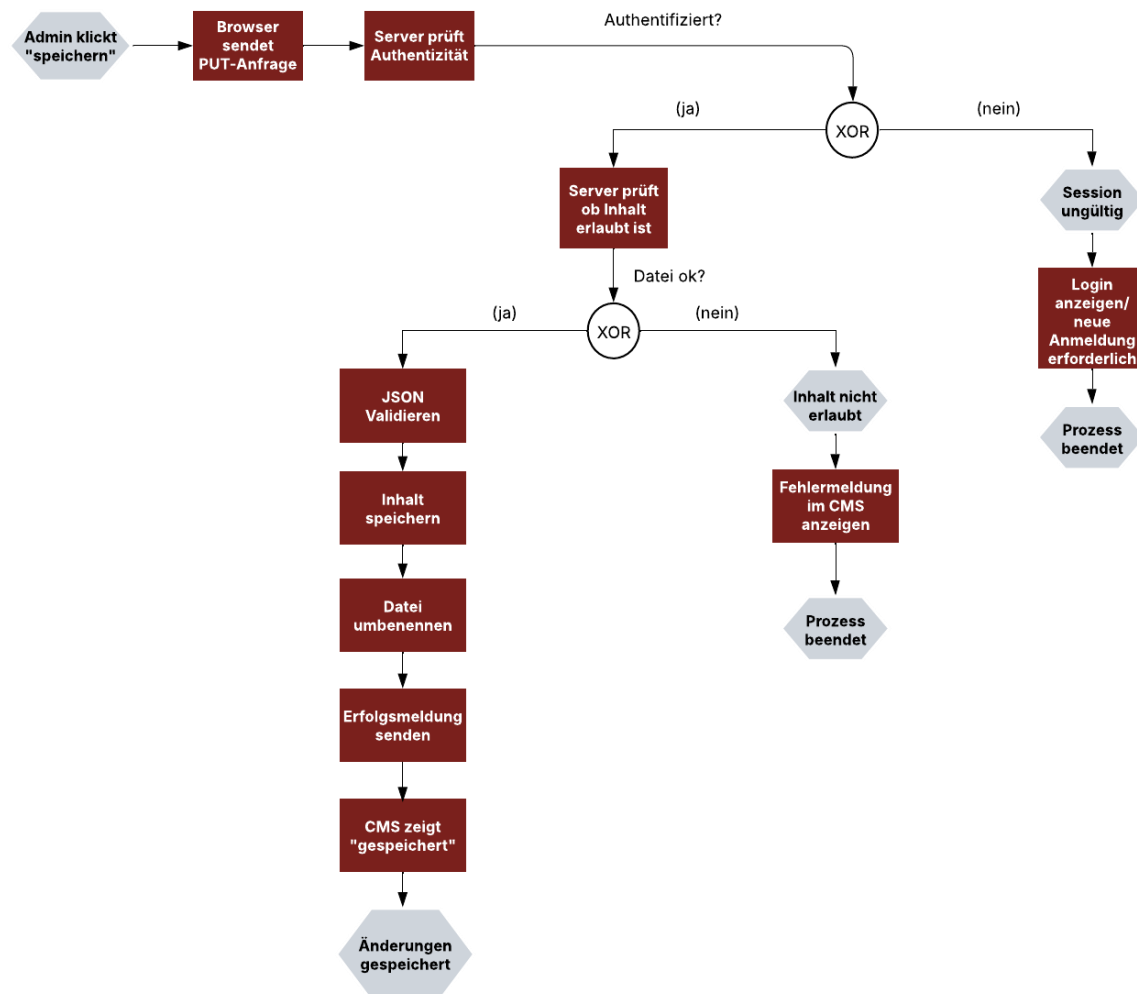 Admin klickt
"speichern"
Browser
sendet
PUT-Anfrage
Server prüft
Authentizität
Authentifiziert?
XOR
(ja)
(nein)
Server prüft
ob Inhalt
erlaubt ist
Session
ungültig
Datei ok?
Login
anzeigen/
neue
Anmeldung
erforderlich
XOR
(ja)
(nein)
JSON
Validieren
Inhalt nicht
erlaubt
Prozess
beendet
Inhalt
speichern
Fehlermeldung
im CMS
anzeigen
Datei
umbenennen
Prozess
beendet
Erfolgsmeldung
senden
CMS zeigt
"gespeichert"
Änderungen
gespeichert